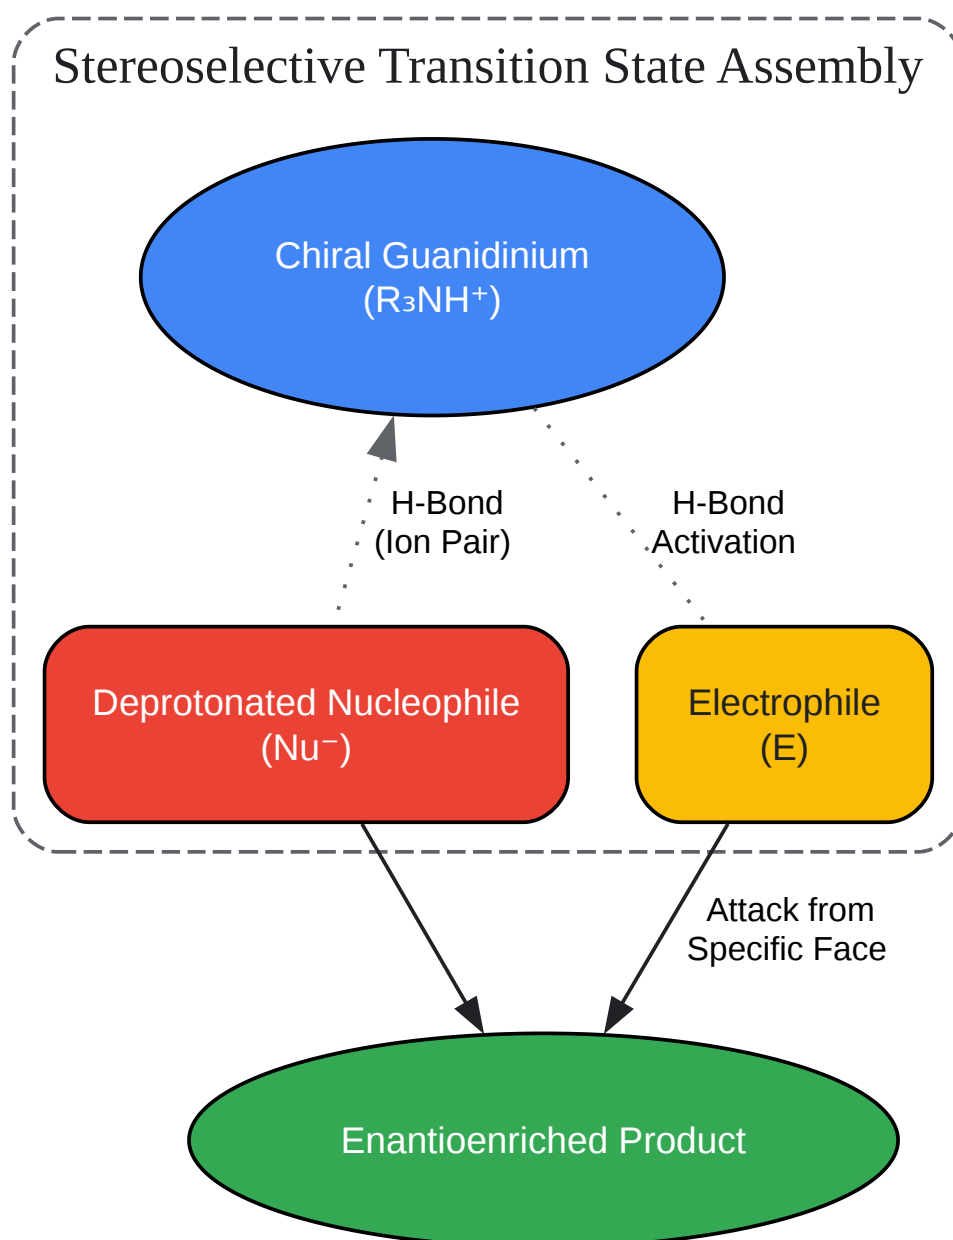 Stereoselective Transition State Assembly
Chiral Guanidinium
(R₃NH⁺)
H-Bond
(Ion Pair)
H-Bond
Activation
Deprotonated Nucleophile
(Nu⁻)
Electrophile
(E)
Attack from
Specific Face
Enantioenriched Product